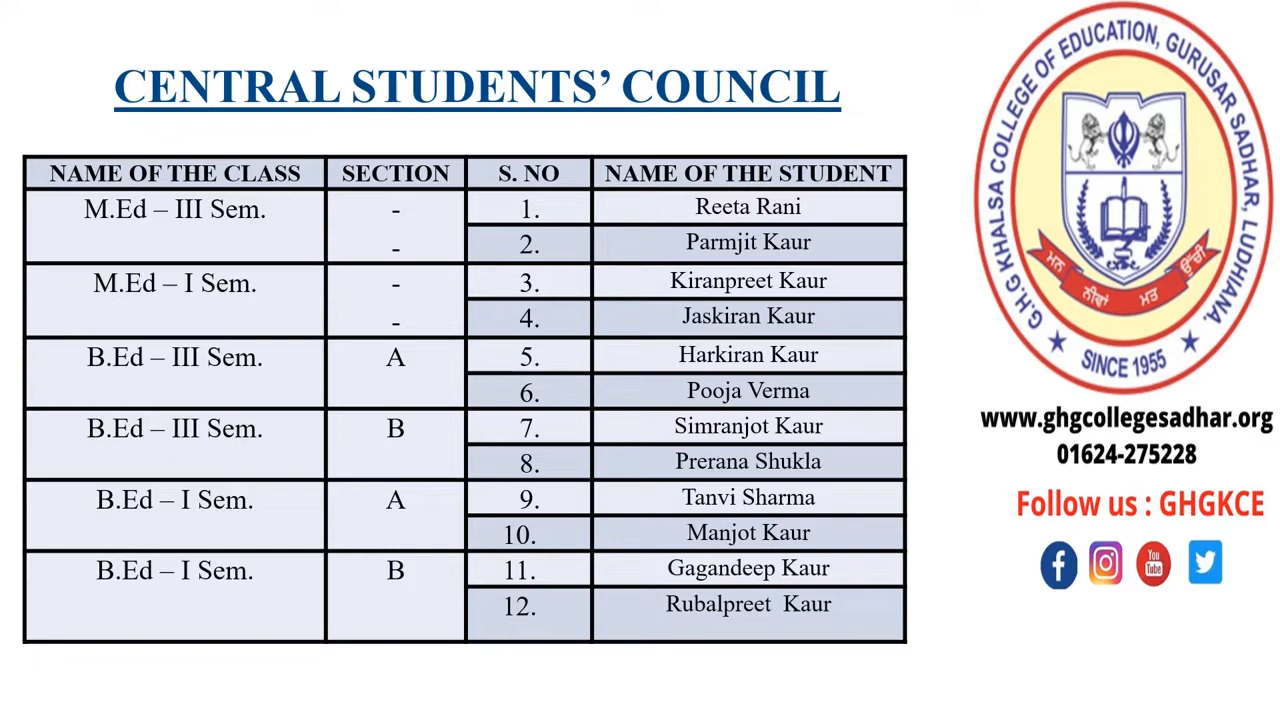 CENTRAL STUDENTS’ COUNCIL
NAME OF THE CLASS SECTION S. NO NAME OF THE STUDENT
M.Ed – III Sem. - 1. Reeta Rani
- 2. Parmjit Kaur
M.Ed – I Sem. - 3. Kiranpreet Kaur
- 4. Jaskiran Kaur
B.Ed – III Sem. A 5. Harkiran Kaur
6. Pooja Verma
B.Ed – III Sem. B 7. Simranjot Kaur
8. Prerana Shukla
B.Ed – I Sem. A 9. Tanvi Sharma
10. Manjot Kaur
B.Ed – I Sem. B 11. Gagandeep Kaur
12. Rubalpreet  Kaur
G.H.G KHALSA COLLEGE OF EDUCATION, GURUSAR SADHAR, LUDHIANA.
ਮਨ ਨੀਵਾਂ ਮਤ ਉੱਚੀ
SINCE 1955
www.ghgcollegesadhar.org
01624-275228
Follow us : GHGKCE
You
Tube